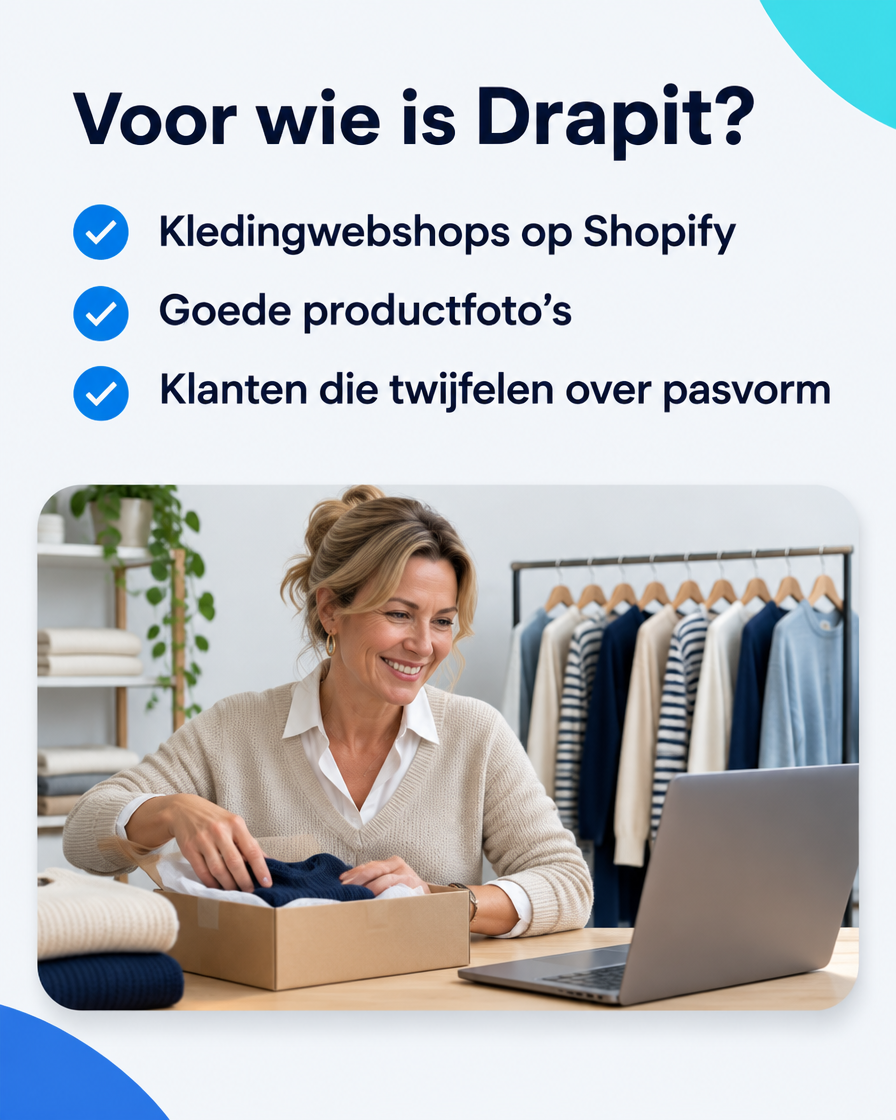 Voor wie is Drapit?
Kledingwebshops op Shopify
Goede productfoto’s
Klanten die twijfelen over pasvorm